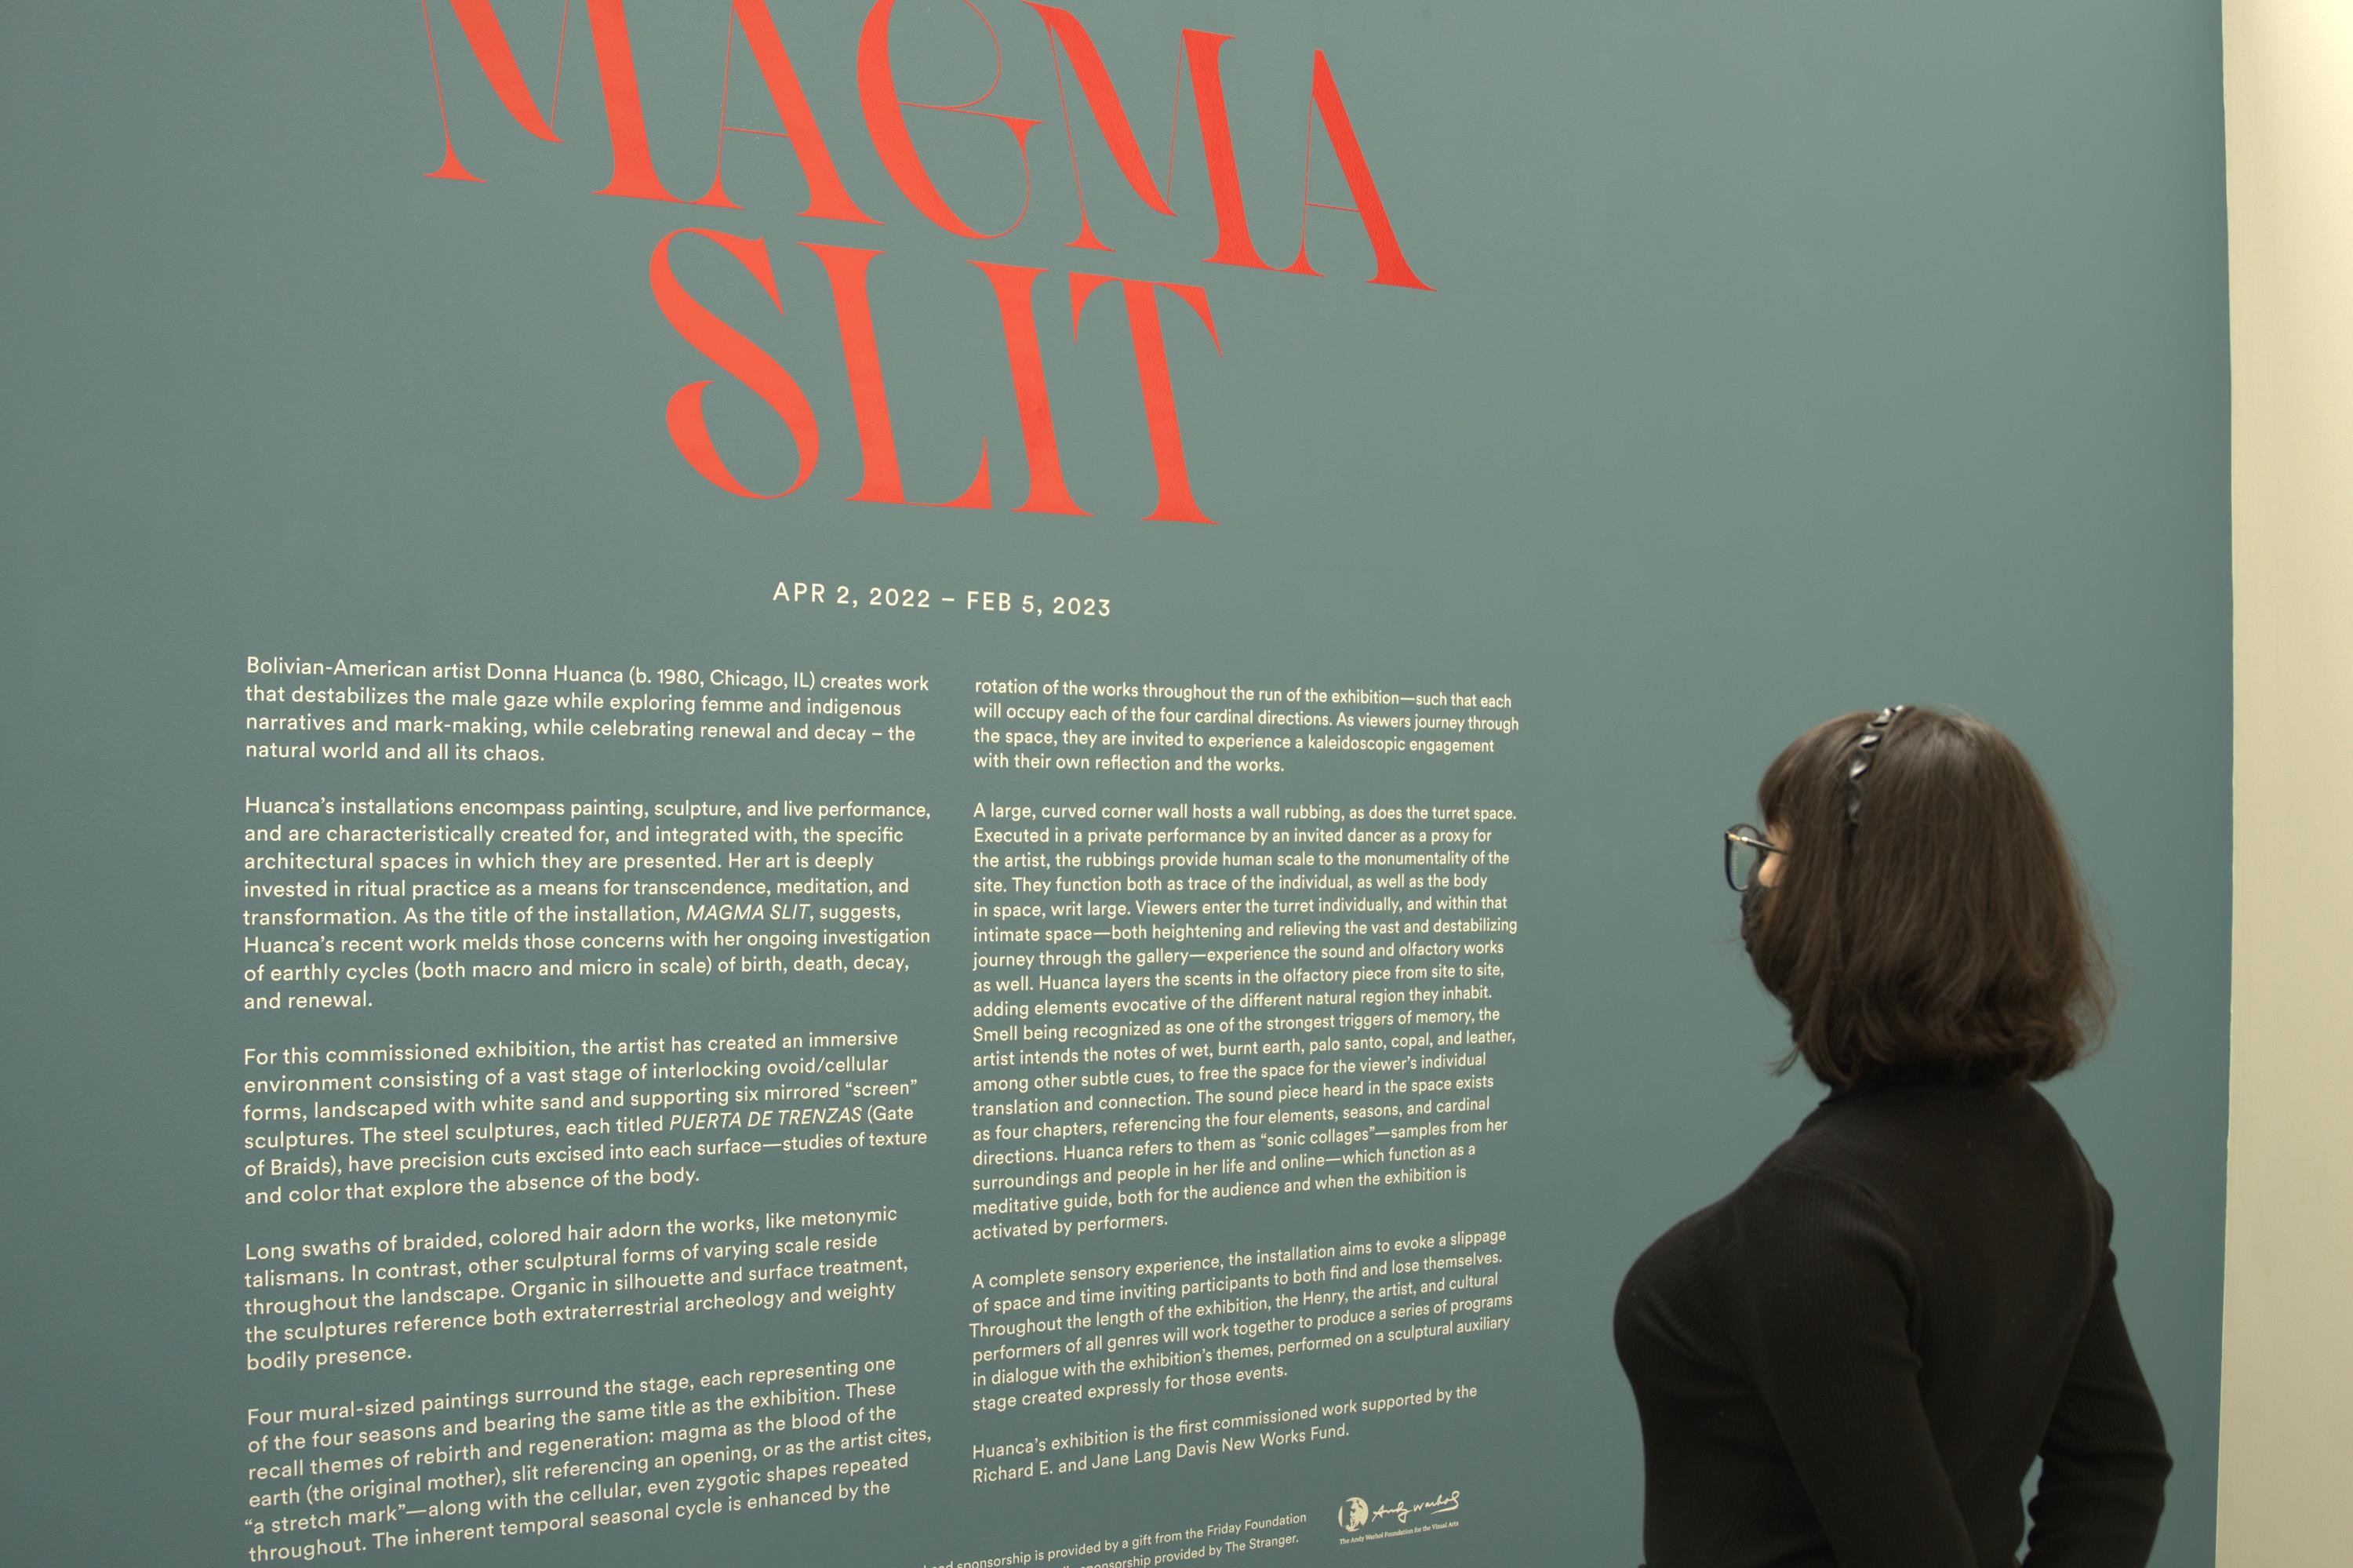 MAGMA
SLIT
APR 2, 2022 – FEB 5, 2023
Bolivian-American artist Donna Huanca (b. 1980, Chicago, IL) creates work
that destabilizes the male gaze while exploring femme and indigenous
narratives and mark-making, while celebrating renewal and decay – the
natural world and all its chaos.
Huanca’s installations encompass painting, sculpture, and live performance,
and are characteristically created for, and integrated with, the specific
architectural spaces in which they are presented. Her art is deeply
invested in ritual practice as a means for transcendence, meditation, and
transformation. As the title of the installation, MAGMA SLIT, suggests,
Huanca’s recent work melds those concerns with her ongoing investigation
of earthly cycles (both macro and micro in scale) of birth, death, decay,
and renewal.
For this commissioned exhibition, the artist has created an immersive
environment consisting of a vast stage of interlocking ovoid/cellular
forms, landscaped with white sand and supporting six mirrored “screen”
sculptures. The steel sculptures, each titled PUERTA DE TRENZAS (Gate
of Braids), have precision cuts excised into each surface—studies of texture
and color that explore the absence of the body.
Long swaths of braided, colored hair adorn the works, like metonymic
talismans. In contrast, other sculptural forms of varying scale reside
throughout the landscape. Organic in silhouette and surface treatment,
the sculptures reference both extraterrestrial archeology and weighty
bodily presence.
Four mural-sized paintings surround the stage, each representing one
of the four seasons and bearing the same title as the exhibition. These
recall themes of rebirth and regeneration: magma as the blood of the
earth (the original mother), slit referencing an opening, or as the artist cites,
“a stretch mark”—along with the cellular, even zygotic shapes repeated
throughout. The inherent temporal seasonal cycle is enhanced by the
rotation of the works throughout the run of the exhibition—such that each
will occupy each of the four cardinal directions. As viewers journey through
the space, they are invited to experience a kaleidoscopic engagement
with their own reflection and the works.
A large, curved corner wall hosts a wall rubbing, as does the turret space.
Executed in a private performance by an invited dancer as a proxy for
the artist, the rubbings provide human scale to the monumentality of the
site. They function both as trace of the individual, as well as the body
in space, writ large. Viewers enter the turret individually, and within that
intimate space—both heightening and relieving the vast and destabilizing
journey through the gallery—experience the sound and olfactory works
as well. Huanca layers the scents in the olfactory piece from site to site,
adding elements evocative of the different natural region they inhabit.
Smell being recognized as one of the strongest triggers of memory, the
artist intends the notes of wet, burnt earth, palo santo, copal, and leather,
among other subtle cues, to free the space for the viewer’s individual
translation and connection. The sound piece heard in the space exists
as four chapters, referencing the four elements, seasons, and cardinal
directions. Huanca refers to them as “sonic collages”—samples from her
surroundings and people in her life and online—which function as a
meditative guide, both for the audience and when the exhibition is
activated by performers.
A complete sensory experience, the installation aims to evoke a slippage
of space and time inviting participants to both find and lose themselves.
Throughout the length of the exhibition, the Henry, the artist, and cultural
performers of all genres will work together to produce a series of programs
in dialogue with the exhibition’s themes, performed on a sculptural auxiliary
stage created expressly for those events.
Huanca’s exhibition is the first commissioned work supported by the
Richard E. and Jane Lang Davis New Works Fund.
sponsorship is provided by a gift from the Friday Foundation
sponsorship provided by The Stranger.
Andy Warhol
The Andy Warhol Foundation for the Visual Arts